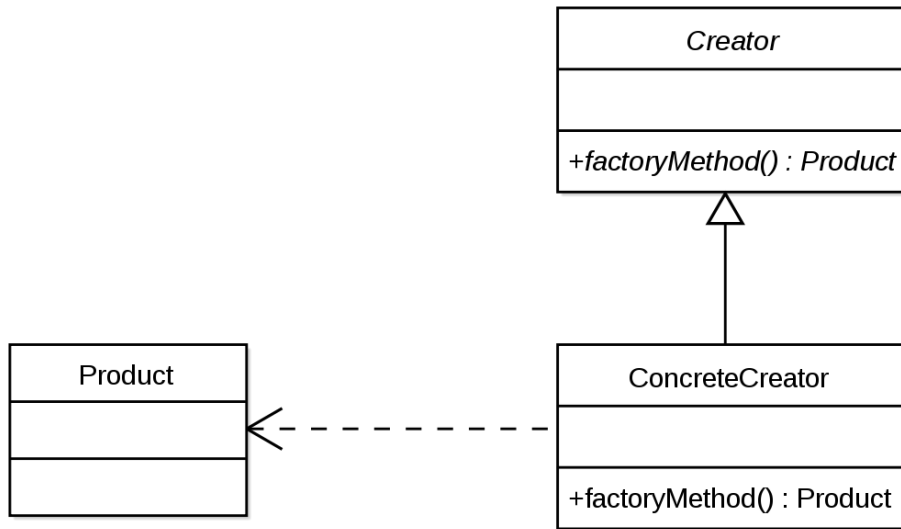 Creator
+factoryMethod() : Product
Product
ConcreteCreator
+factoryMethod() : Product